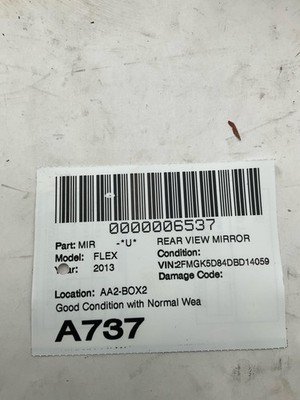 0000006537
Part: MIR -*U* REAR VIEW MIRROR
Model: FLEX Condition:
Year: 2013 VIN:2FMGK5D84DBD14059
Damage Code:
Location: AA2-BOX2
Good Condition with Normal Wea
A737